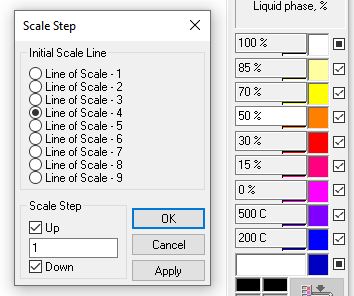 Scale Step
Initial Scale Line
Line of Scale - 1
Line of Scale - 2
Line of Scale - 3
Line of Scale - 4
Line of Scale - 5
Line of Scale - 6
Line of Scale - 7
Line of Scale - 8
Line of Scale - 9
Scale Step
Up
1
Down
OK
Cancel
Apply
Liquid phase, %
100 %
85 %
70 %
50 %
30 %
15 %
0 %
500 C
200 C